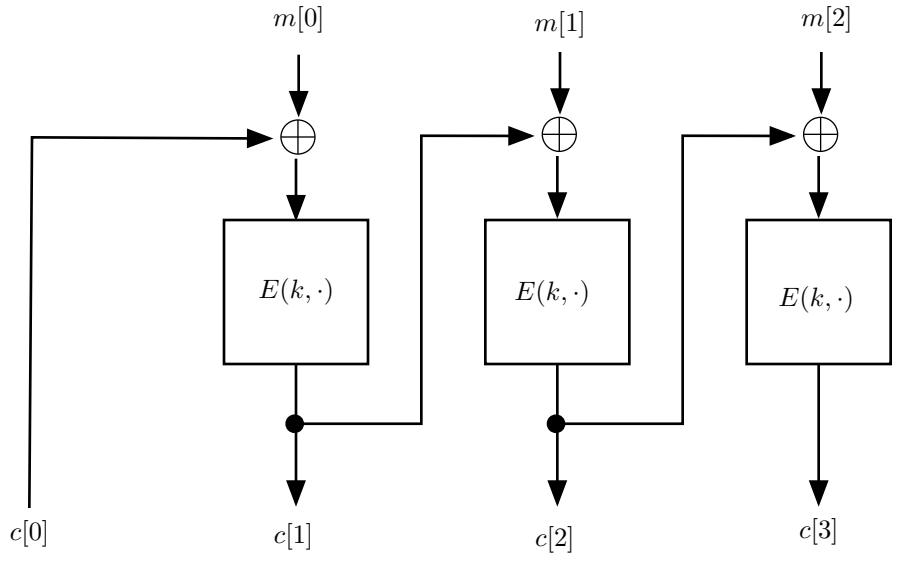 m[0] m[1] m[2]
E(k, ·) E(k, ·) E(k, ·)
c[0] c[1] c[2] c[3]